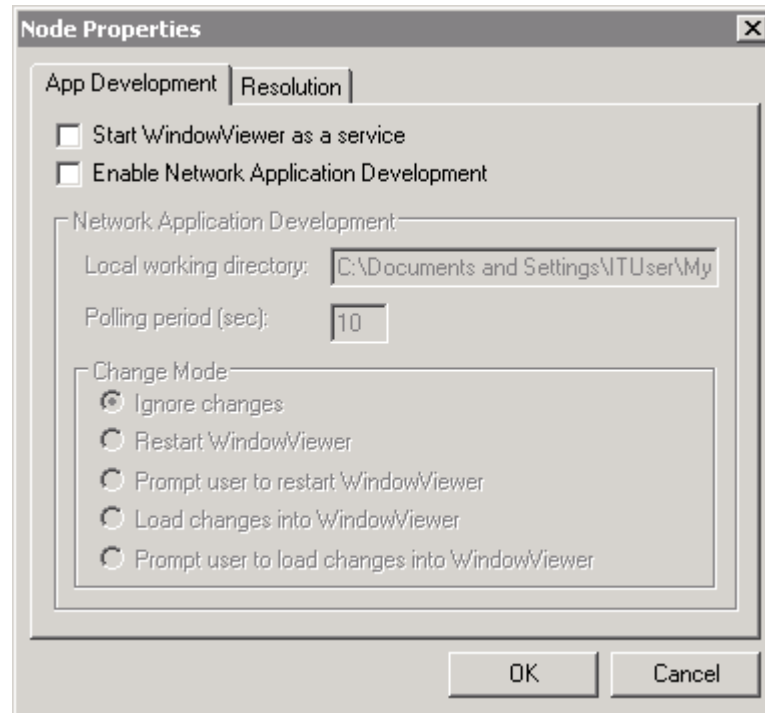 Node Properties
App Development
Resolution
Start WindowViewer as a service
Enable Network Application Development
Network Application Development
Local working directory: C:\Documents and Settings\ITUser\My
Polling period (sec): 10
Change Mode
Ignore changes
Restart WindowViewer
Prompt user to restart WindowViewer
Load changes into WindowViewer
Prompt user to load changes into WindowViewer
OK Cancel